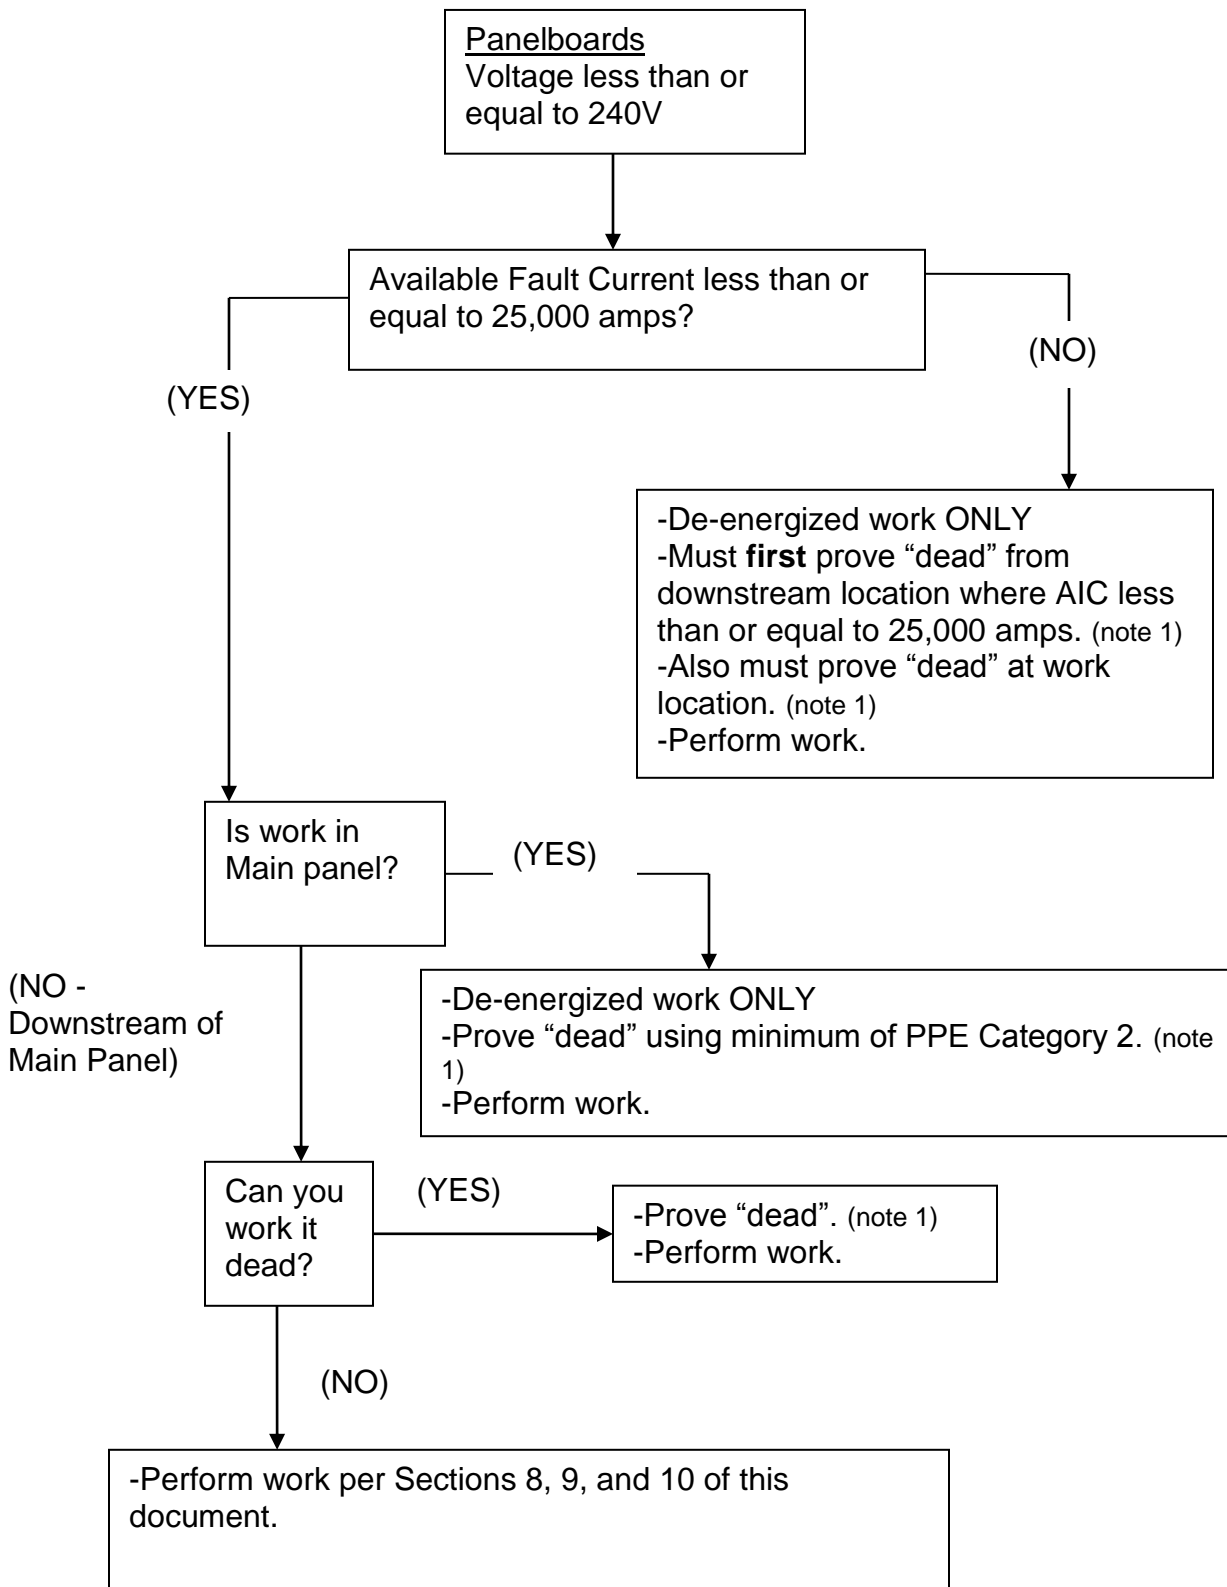 Panelboards
Voltage less than or
equal to 240V
Available Fault Current less than or
equal to 25,000 amps?
(YES)
(NO)
-De-energized work ONLY
-Must first prove “dead” from
downstream location where AIC less
than or equal to 25,000 amps. (note 1)
-Also must prove “dead” at work
location. (note 1)
-Perform work.
Is work in
Main panel?
(YES)
(NO -
Downstream of
Main Panel)
-De-energized work ONLY
-Prove “dead” using minimum of PPE Category 2. (note
1)
-Perform work.
Can you
work it
dead?
(YES)
-Prove “dead”. (note 1)
-Perform work.
(NO)
-Perform work per Sections 8, 9, and 10 of this
document.